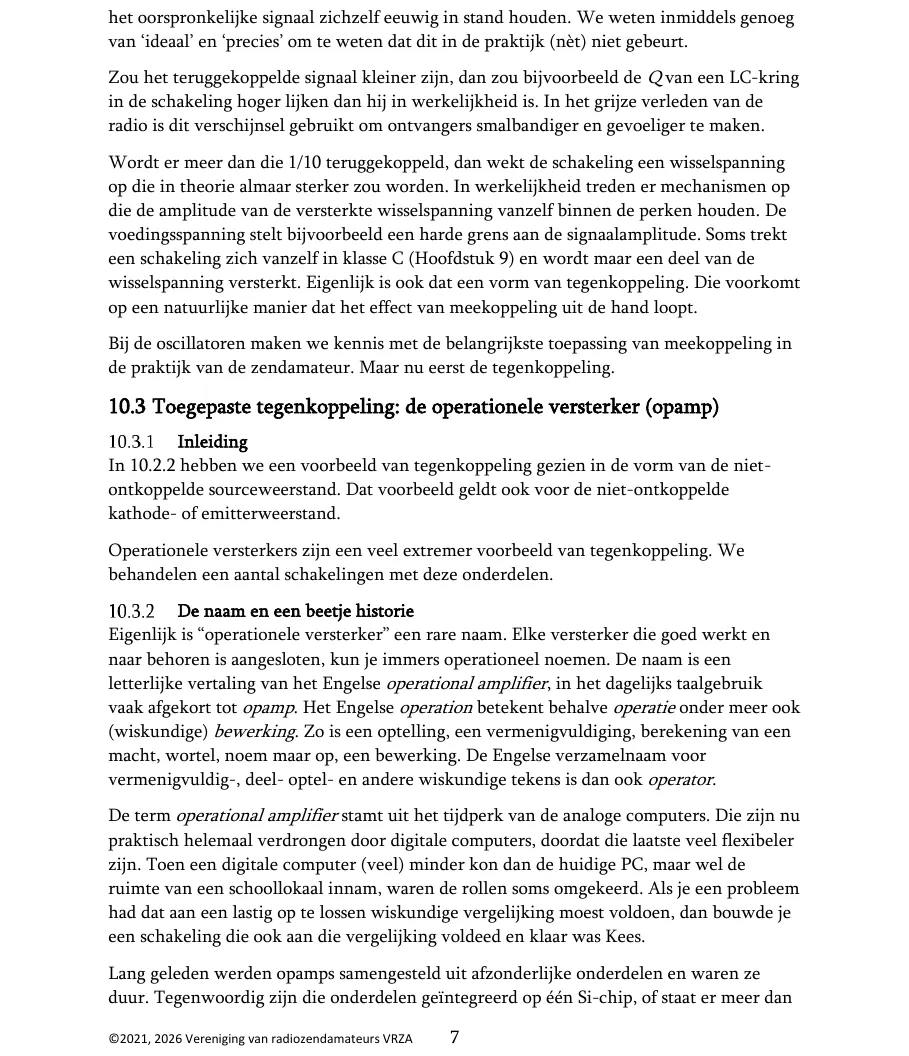 het oorspronkelijke signaal zichzelf eeuwig in stand houden. We weten inmiddels genoeg
van ‘ideaal’ en ‘precies’ om te weten dat dit in de praktijk (nèt) niet gebeurt.
Zou het teruggekoppelde signaal kleiner zijn, dan zou bijvoorbeeld de Q van een LC-kring
in de schakeling hoger lijken dan hij in werkelijkheid is. In het grijze verleden van de
radio is dit verschijnsel gebruikt om ontvangers smalbandiger en gevoeliger te maken.
Wordt er meer dan die 1/10 teruggekoppeld, dan wekt de schakeling een wisselspanning
op die in theorie almaar sterker zou worden. In werkelijkheid treden er mechanismen op
die de amplitude van de versterkte wisselspanning vanzelf binnen de perken houden. De
voedingsspanning stelt bijvoorbeeld een harde grens aan de signaalamplitude. Soms trekt
een schakeling zich vanzelf in klasse C (Hoofdstuk 9) en wordt maar een deel van de
wisselspanning versterkt. Eigenlijk is ook dat een vorm van tegenkoppeling. Die voorkomt
op een natuurlijke manier dat het effect van meekoppeling uit de hand loopt.
Bij de oscillatoren maken we kennis met de belangrijkste toepassing van meekoppeling in
de praktijk van de zendamateur. Maar nu eerst de tegenkoppeling.
10.3 Toegepaste tegenkoppeling: de operationele versterker (opamp)
10.3.1 Inleiding
In 10.2.2 hebben we een voorbeeld van tegenkoppeling gezien in de vorm van de niet-
ontkoppelde sourceweerstand. Dat voorbeeld geldt ook voor de niet-ontkoppelde
kathode- of emitterweerstand.
Operationele versterkers zijn een veel extremer voorbeeld van tegenkoppeling. We
behandelen een aantal schakelingen met deze onderdelen.
10.3.2 De naam en een beetje historie
Eigenlijk is “operationele versterker” een rare naam. Elke versterker die goed werkt en
naar behoren is aangesloten, kun je immers operationeel noemen. De naam is een
letterlijke vertaling van het Engelse operational amplifier, in het dagelijks taalgebruik
vaak afgekort tot opamp. Het Engelse operation betekent behalve operatie onder meer ook
(wiskundige) bewerking. Zo is een optelling, een vermenigvuldiging, berekening van een
macht, wortel, noem maar op, een bewerking. De Engelse verzamelnaam voor
vermenigvuldig-, deel- optel- en andere wiskundige tekens is dan ook operator.
De term operational amplifier stamt uit het tijdperk van de analoge computers. Die zijn nu
praktisch helemaal verdrongen door digitale computers, doordat die laatste veel flexibeler
zijn. Toen een digitale computer (veel) minder kon dan de huidige PC, maar wel de
ruimte van een schoollokaal innam, waren de rollen soms omgekeerd. Als je een probleem
had dat aan een lastig op te lossen wiskundige vergelijking moest voldoen, dan bouwde je
een schakeling die ook aan die vergelijking voldeed en klaar was Kees.
Lang geleden werden opamps samengesteld uit afzonderlijke onderdelen en waren ze
duur. Tegenwoordig zijn die onderdelen geïntegreerd op één Si-chip, of staat er meer dan
©2021, 2026 Vereniging van radiozendamateurs VRZA 7